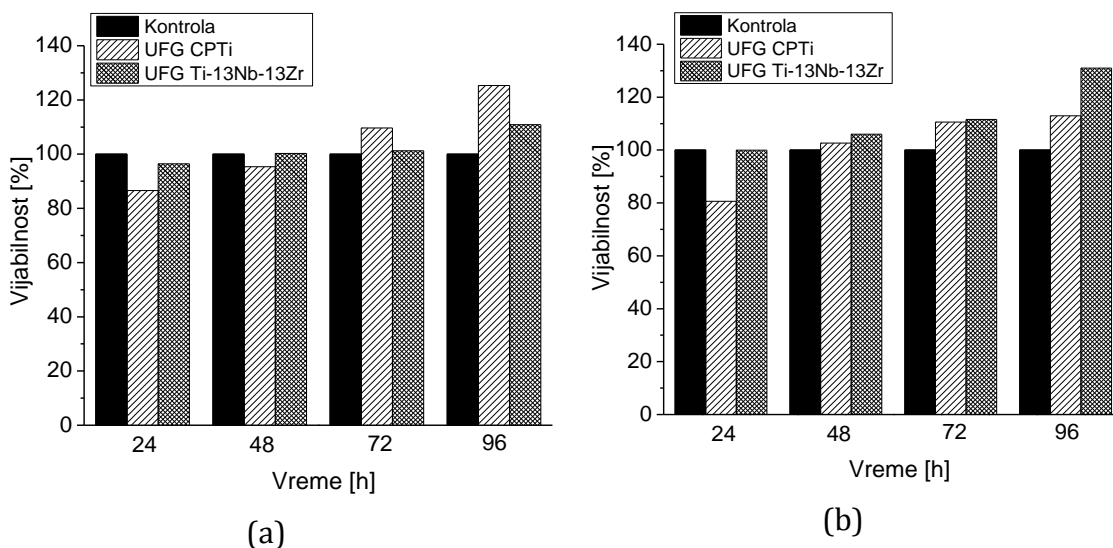 Kontrola
UFG CPTi
UFG Ti-13Nb-13Zr
140
120
100
80
60
40
20
0
Vijabilnost [%]
24 48 72 96
Vreme [h]
(a)
Kontrola
UFG CPTi
UFG Ti-13Nb-13Zr
140
120
100
80
60
40
20
0
Vijabilnost [%]
24 48 72 96
Vreme [h]
(b)